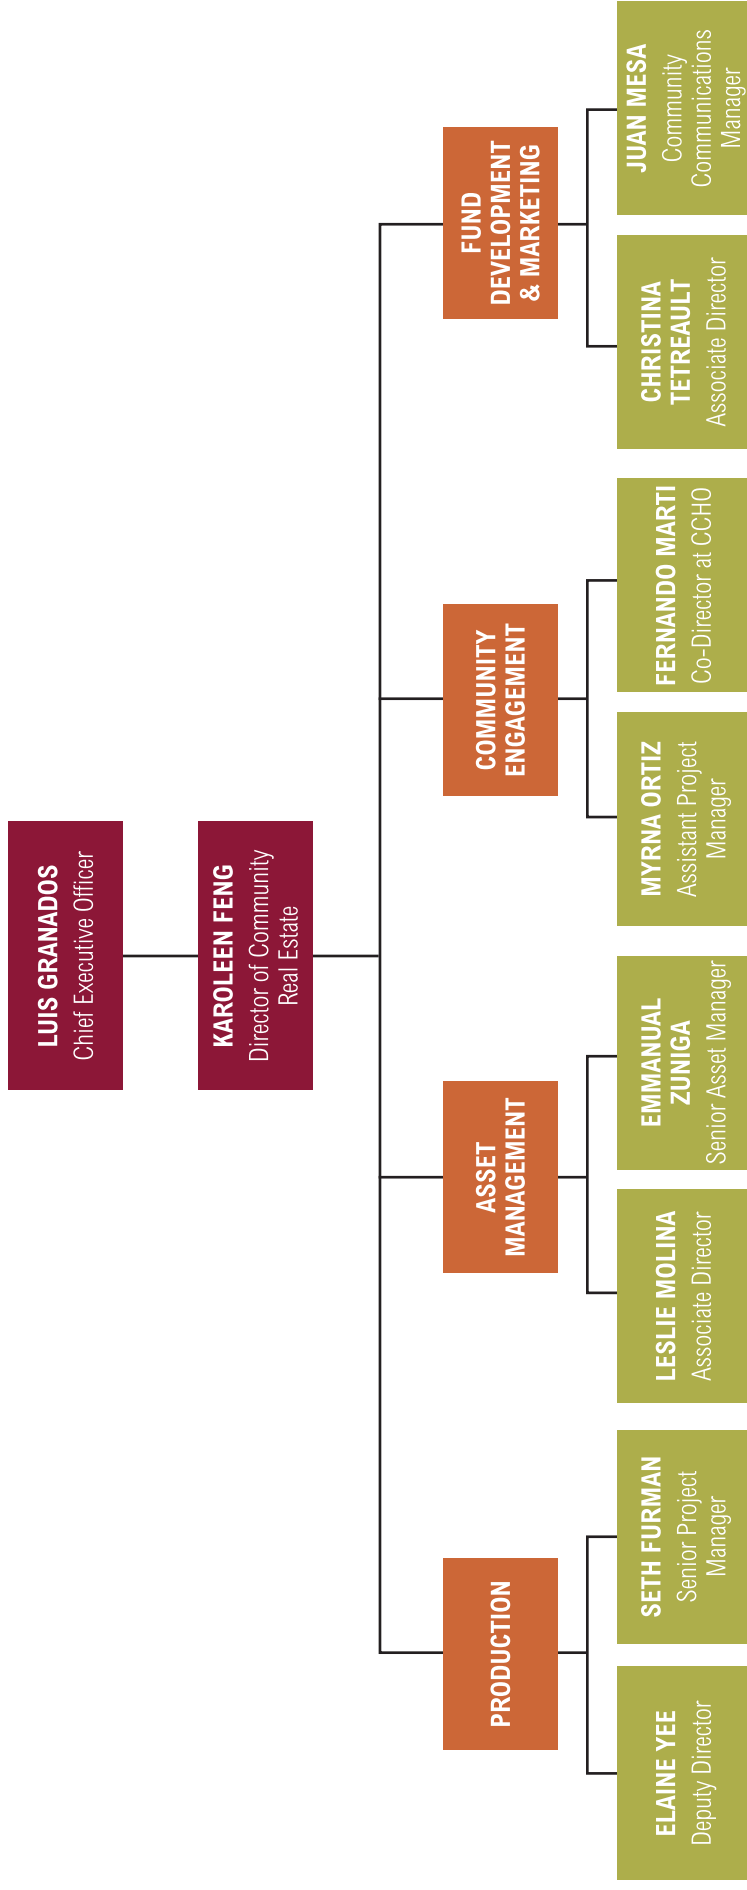 LUIS GRANADOS
Chief Executive Officer
KAROLEEN FENG
Director of Community
Real Estate
PRODUCTION
ASSET
MANAGEMENT
COMMUNITY
ENGAGEMENT
FUND
DEVELOPMENT
& MARKETING
ELAINE YEE
Deputy Director
SETH FURMAN
Senior Project
Manager
LESLIE MOLINA
Associate Director
EMMANUAL
ZUNIGA
Senior Asset Manager
MYRNA ORTIZ
Assistant Project
Manager
FERNANDO MARTI
Co-Director at CCHO
CHRISTINA
TETREAULT
Associate Director
JUAN MESA
Community
Communications
Manager